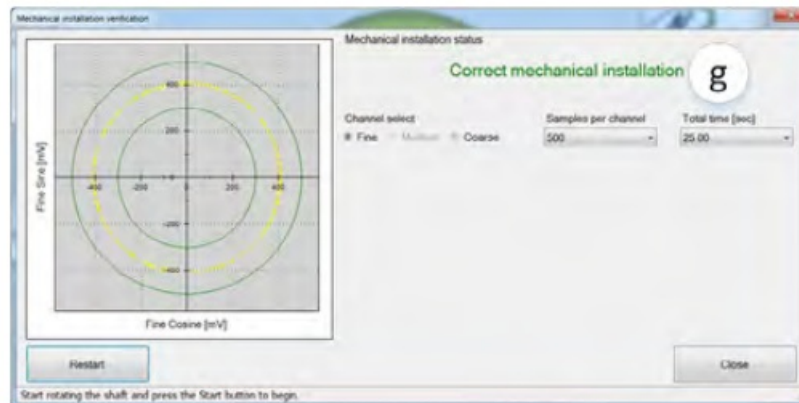 Mechanical installation verification
Mechanical installation status
Correct mechanical installation
g
Channel select
Fine Medium Coarse
Samples per channel
500
Total time [sec]
25.00
Fine Sine [mV]
400
200
-400 -200 0 200 400
-200
-400
Fine Cosine [mV]
Restart
Close
Start rotating the shaft and press the Start button to begin.